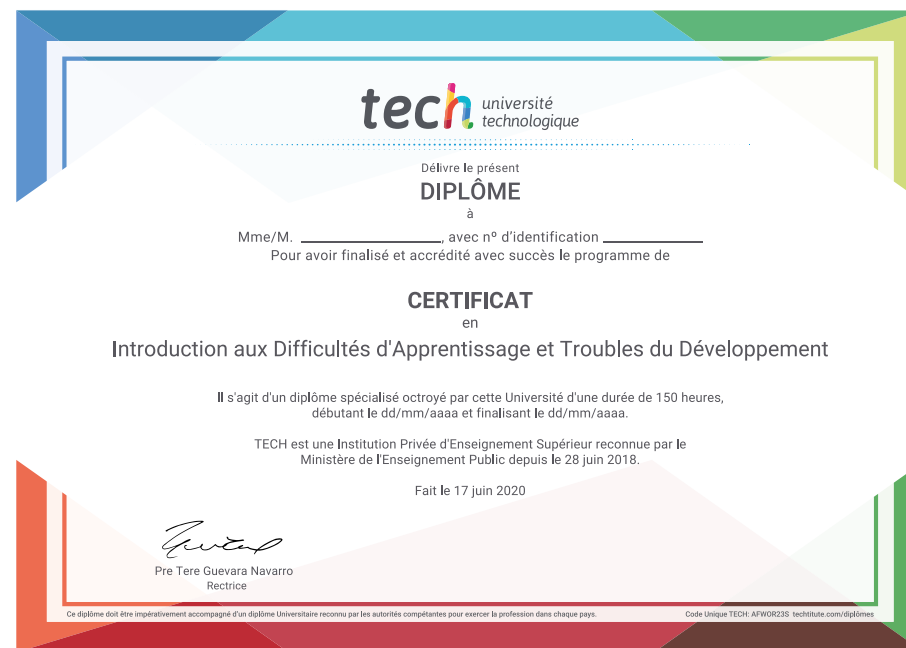 tech université
technologique
Délivre le présent
DIPLÔME
à
Mme/M. ____________________, avec nº d'identification ______________
Pour avoir finalisé et accrédité avec succès le programme de
CERTIFICAT
en
Introduction aux Difficultés d'Apprentissage et Troubles du Développement
Il s'agit d'un diplôme spécialisé octroyé par cette Université d'une durée de 150 heures,
débutant le dd/mm/aaaa et finalisant le dd/mm/aaaa.
TECH est une Institution Privée d'Enseignement Supérieur reconnue par le
Ministère de l'Enseignement Public depuis le 28 juin 2018.
Fait le 17 juin 2020
Pre Tere Guevara Navarro
Rectrice
Ce diplôme doit être impérativement accompagné d'un diplôme Universitaire reconnu par les autorités compétentes pour exercer la profession dans chaque pays.
Code Unique TECH: AFWOR23S techtitute.com/diplômes